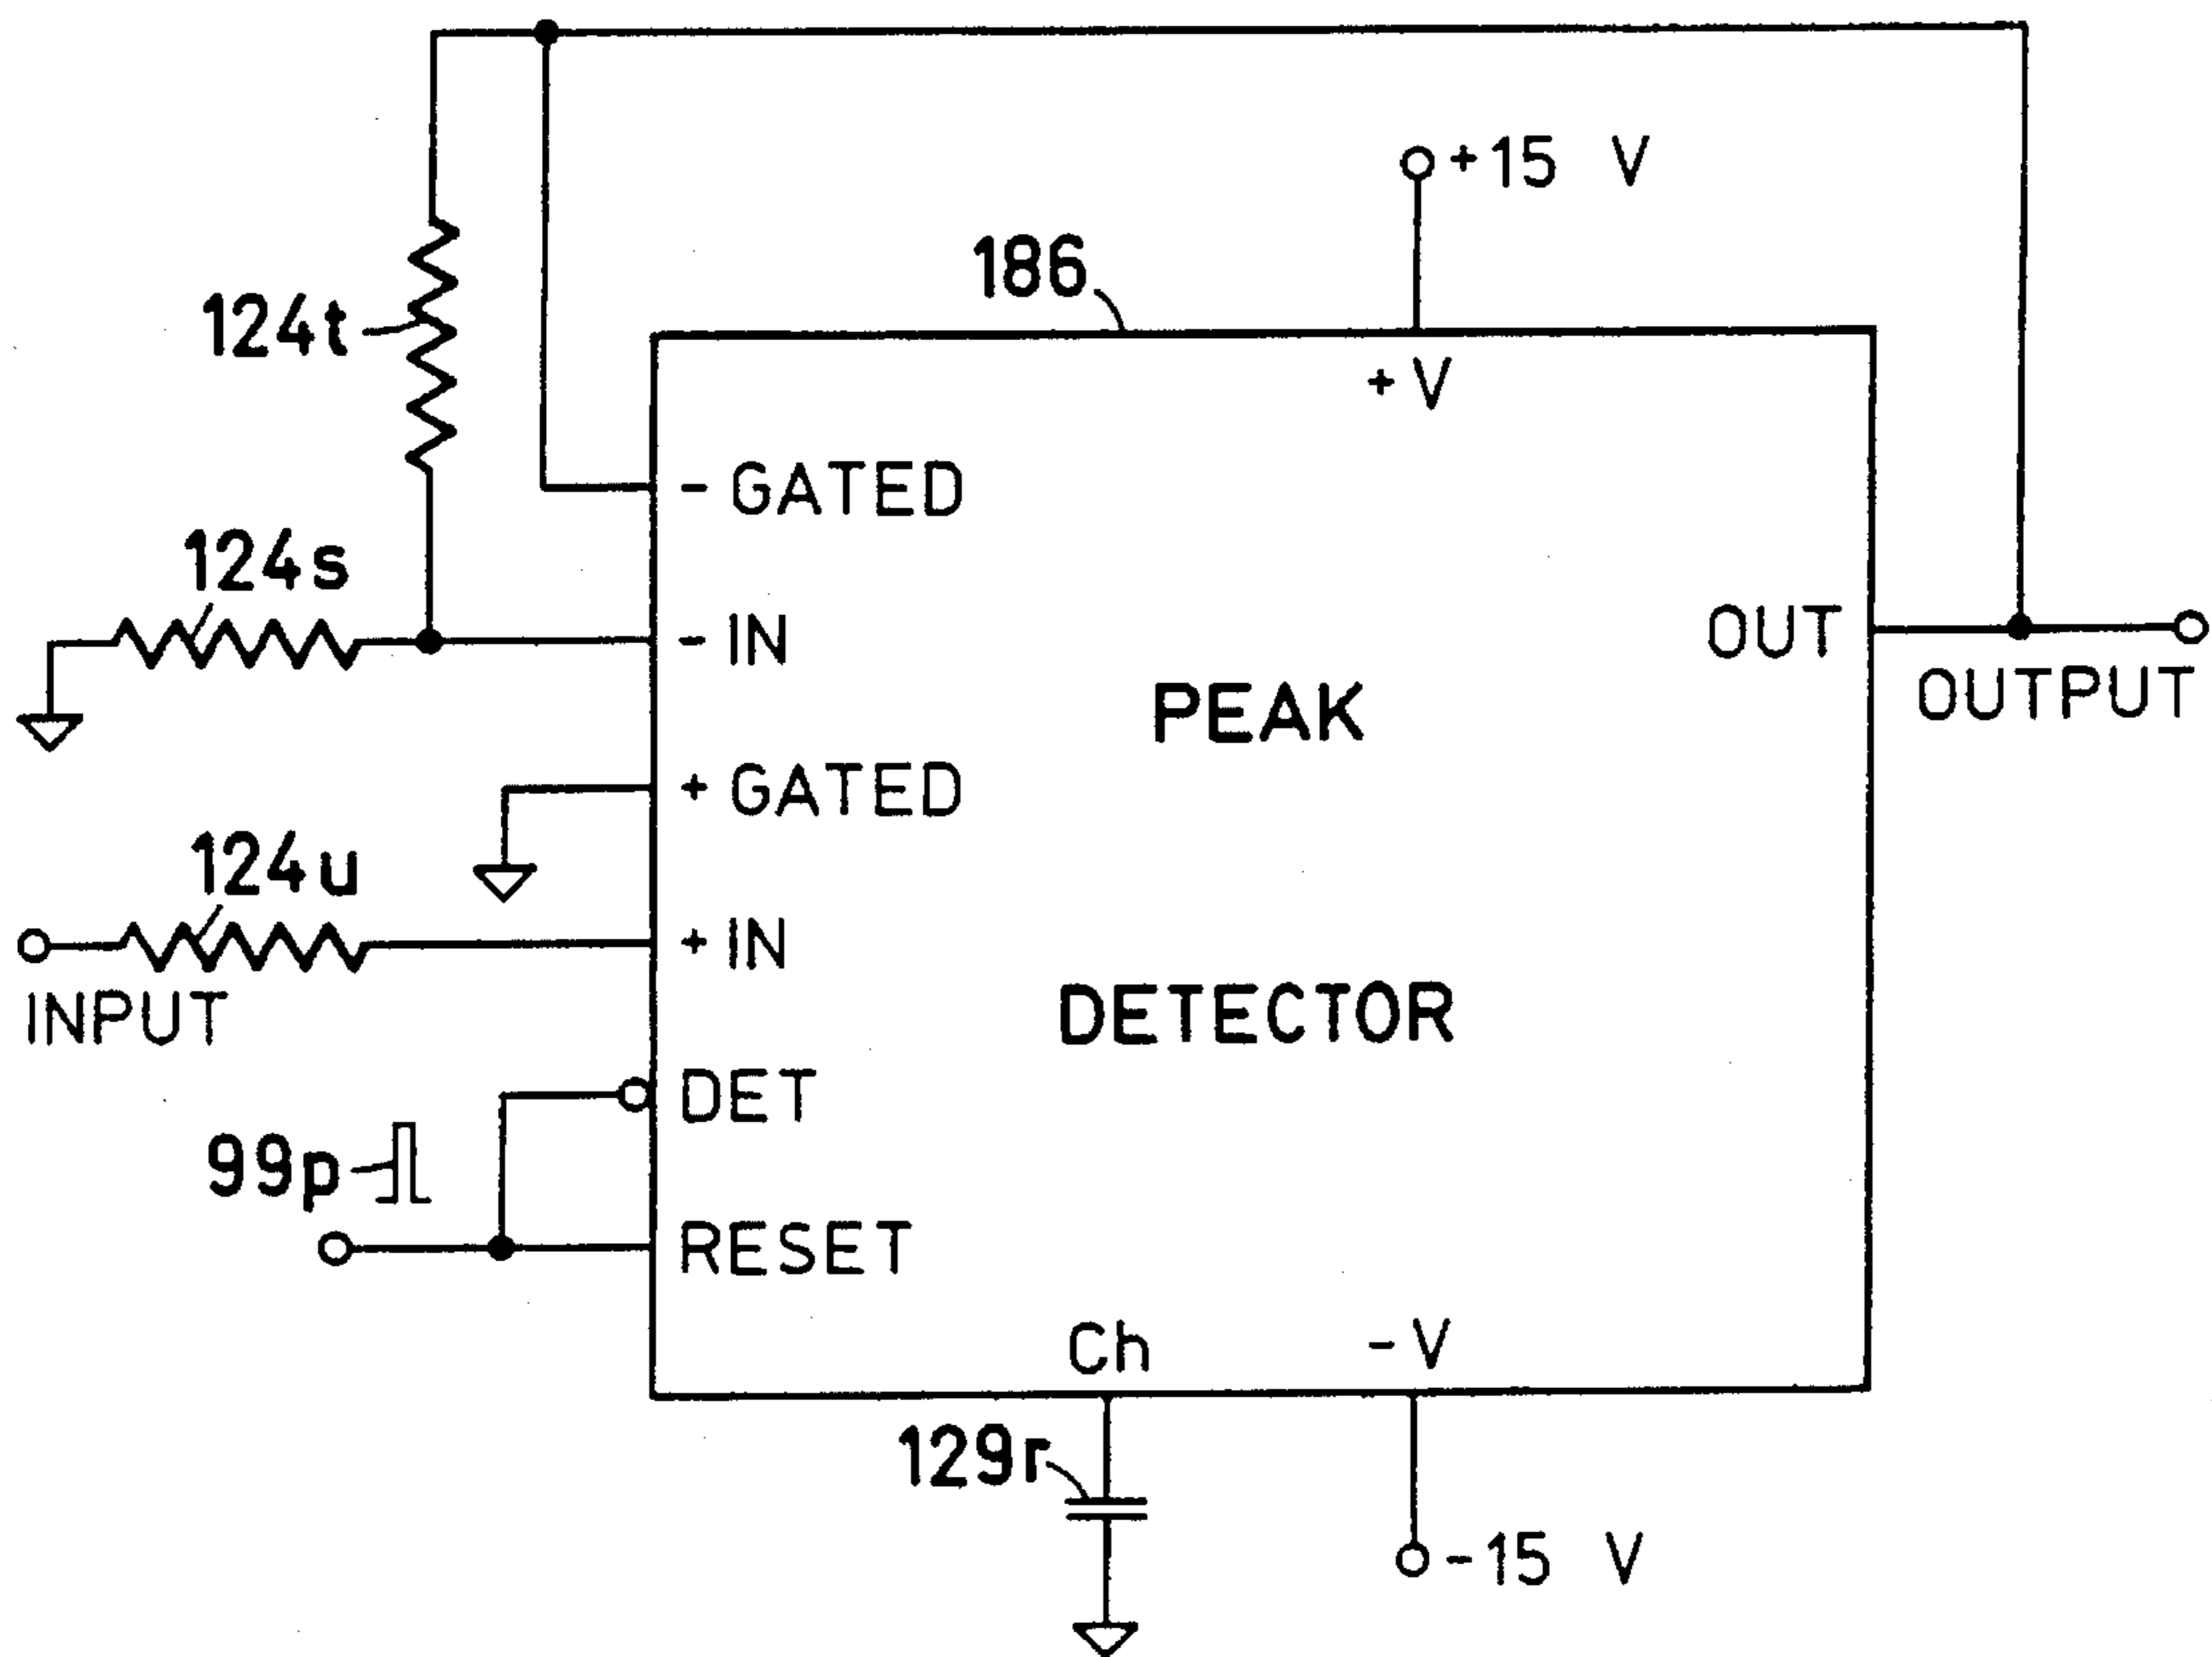 +15 V
186
124t
+ V
- GATED
124s
- IN
OUT
PEAK
OUTPUT
+ GATED
124u
+ IN
INPUT
DETECTOR
DET
99p
RESET
Ch
- V
129r
-15 V